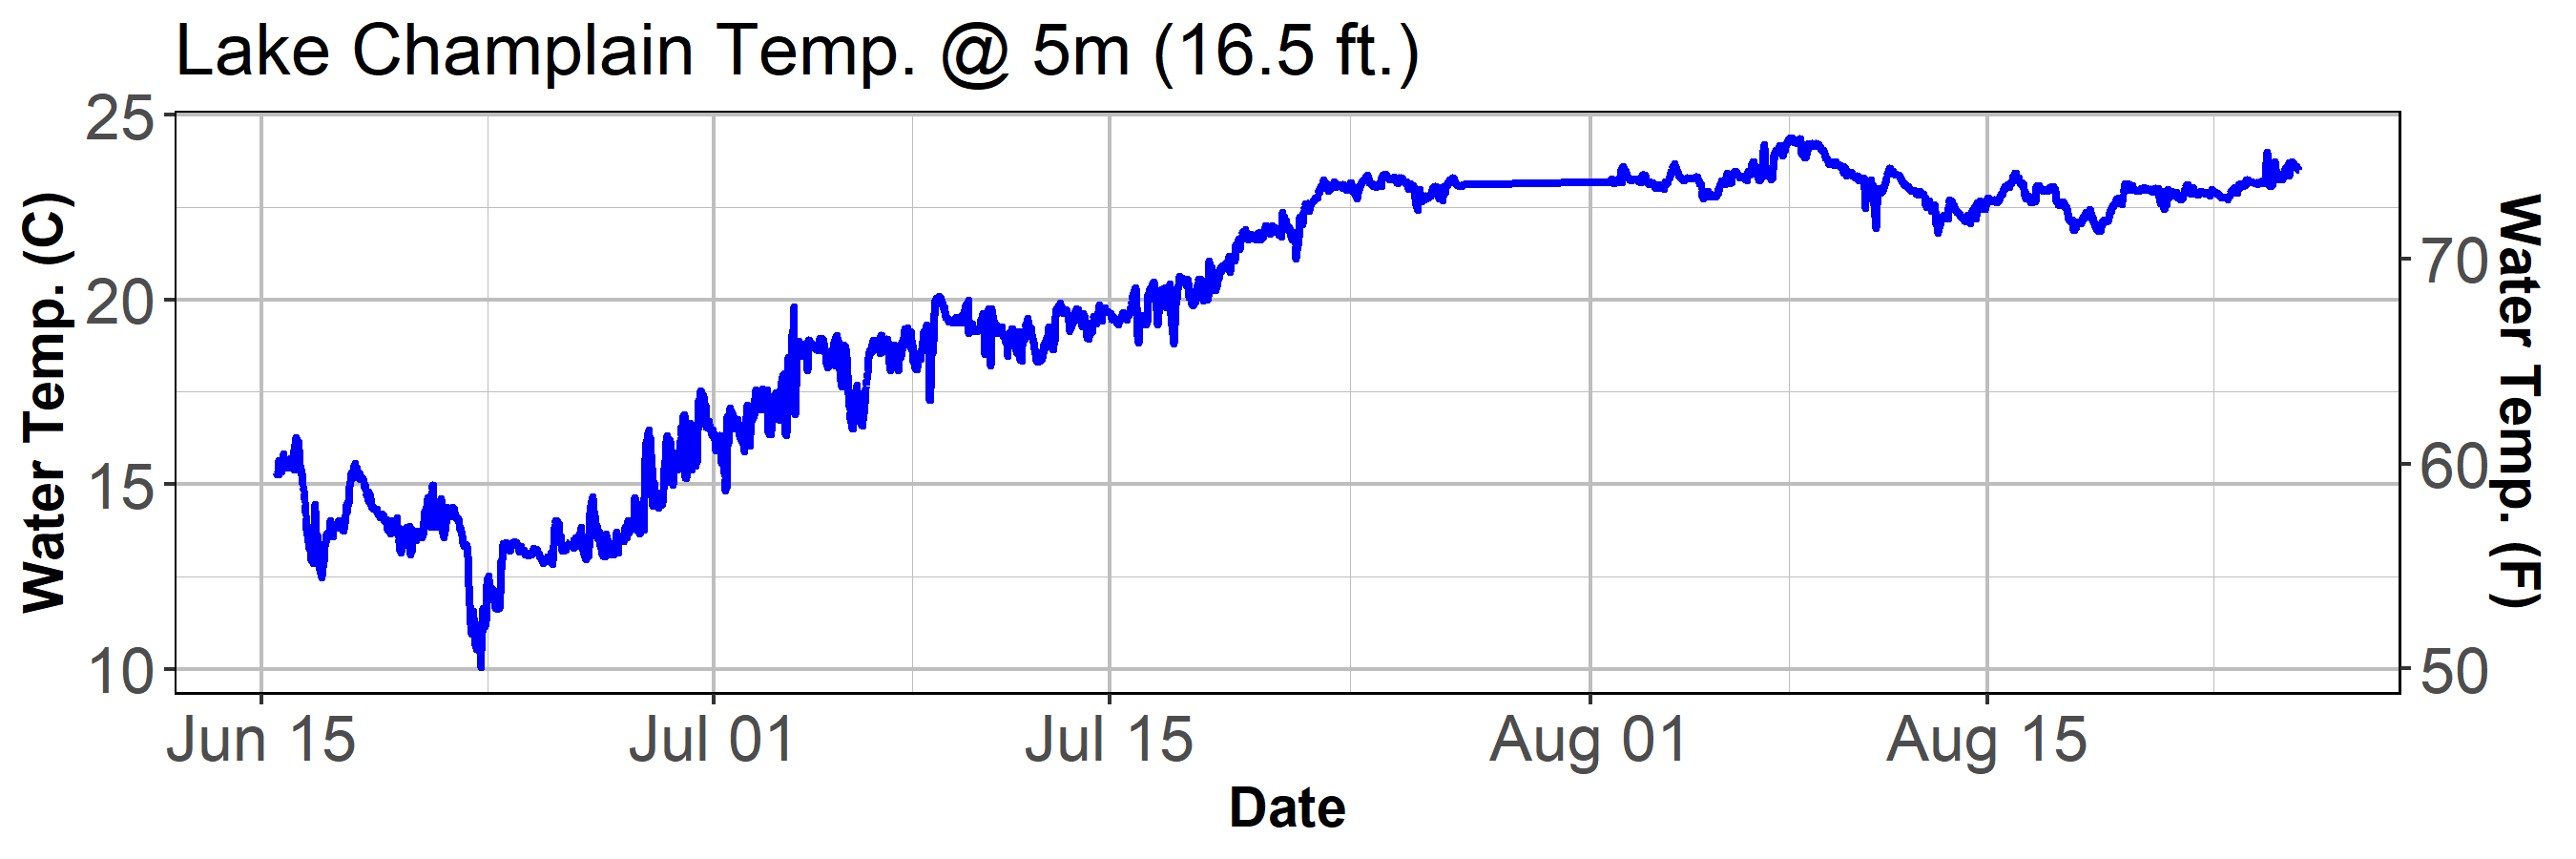 Lake Champlain Temp. @ 5m (16.5 ft.)
25
20
15
10
Water Temp. (C)
70
60
50
Water Temp. (F)
Jun 15
Jul 01
Jul 15
Aug 01
Aug 15
Date